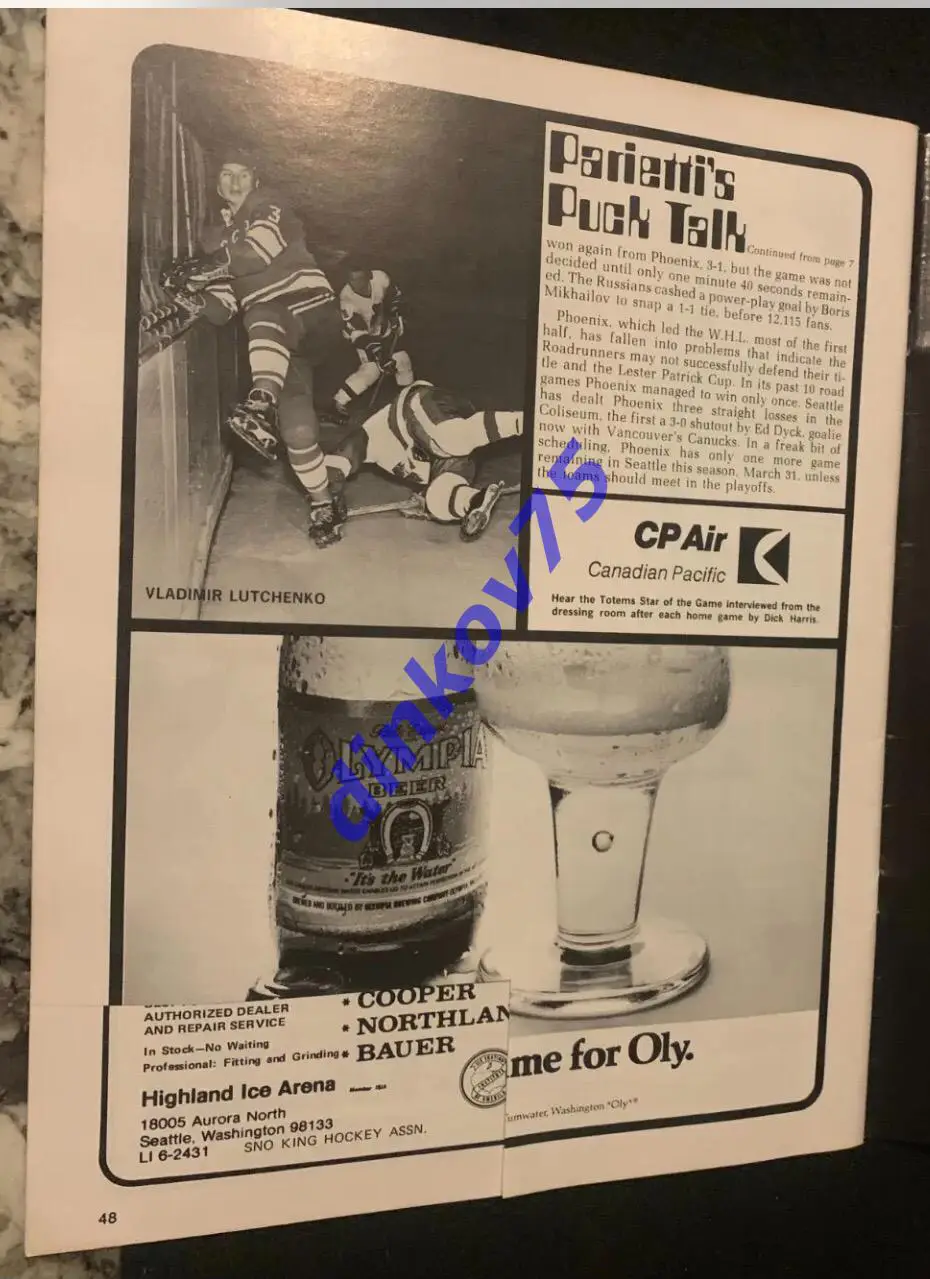 Parietti's
Puck Talk
Continued from page 7
won again from Phoenix, 3-1, but the game was not
decided until only one minute 40 seconds remain-
ed. The Russians cashed a power-play goal by Boris
Mikhailov to snap a 1-1 tie, before 12,115 fans.
Phoenix, which led the W.H.L. most of the first
half, has fallen into problems that indicate the
Roadrunners may not successfully defend their ti-
tle and the Lester Patrick Cup. In its past 10 road
games Phoenix managed to win only once. Seattle
has dealt Phoenix three straight losses in the
Coliseum, the first a 3-0 shutout by Ed Dyck, goalie
now with Vancouver's Canucks. In a freak bit of
scheduling, Phoenix has only one more game
remaining in Seattle this season, March 31, unless
the teams should meet in the playoffs.
3
VLADIMIR LUTCHENKO
CP Air
Canadian Pacific
Hear the Totems Star of the Game interviewed from the
dressing room after each home game by Dick Harris.
OLYMPIA
BEER
"It's the Water"
BREWED AND BOTTLED BY OLYMPIA BREWING COMPANY
dinkov75
AUTHORIZED DEALER
AND REPAIR SERVICE
In Stock—No Waiting
Professional: Fitting and Grinding
* COOPER
* NORTHLAN
* BAUER
Highland Ice Arena
18005 Aurora North
Seattle, Washington 98133
LI 6-2431
SNO KING HOCKEY ASSN.
me for Oly.
umwater, Washington *Oly*®
48